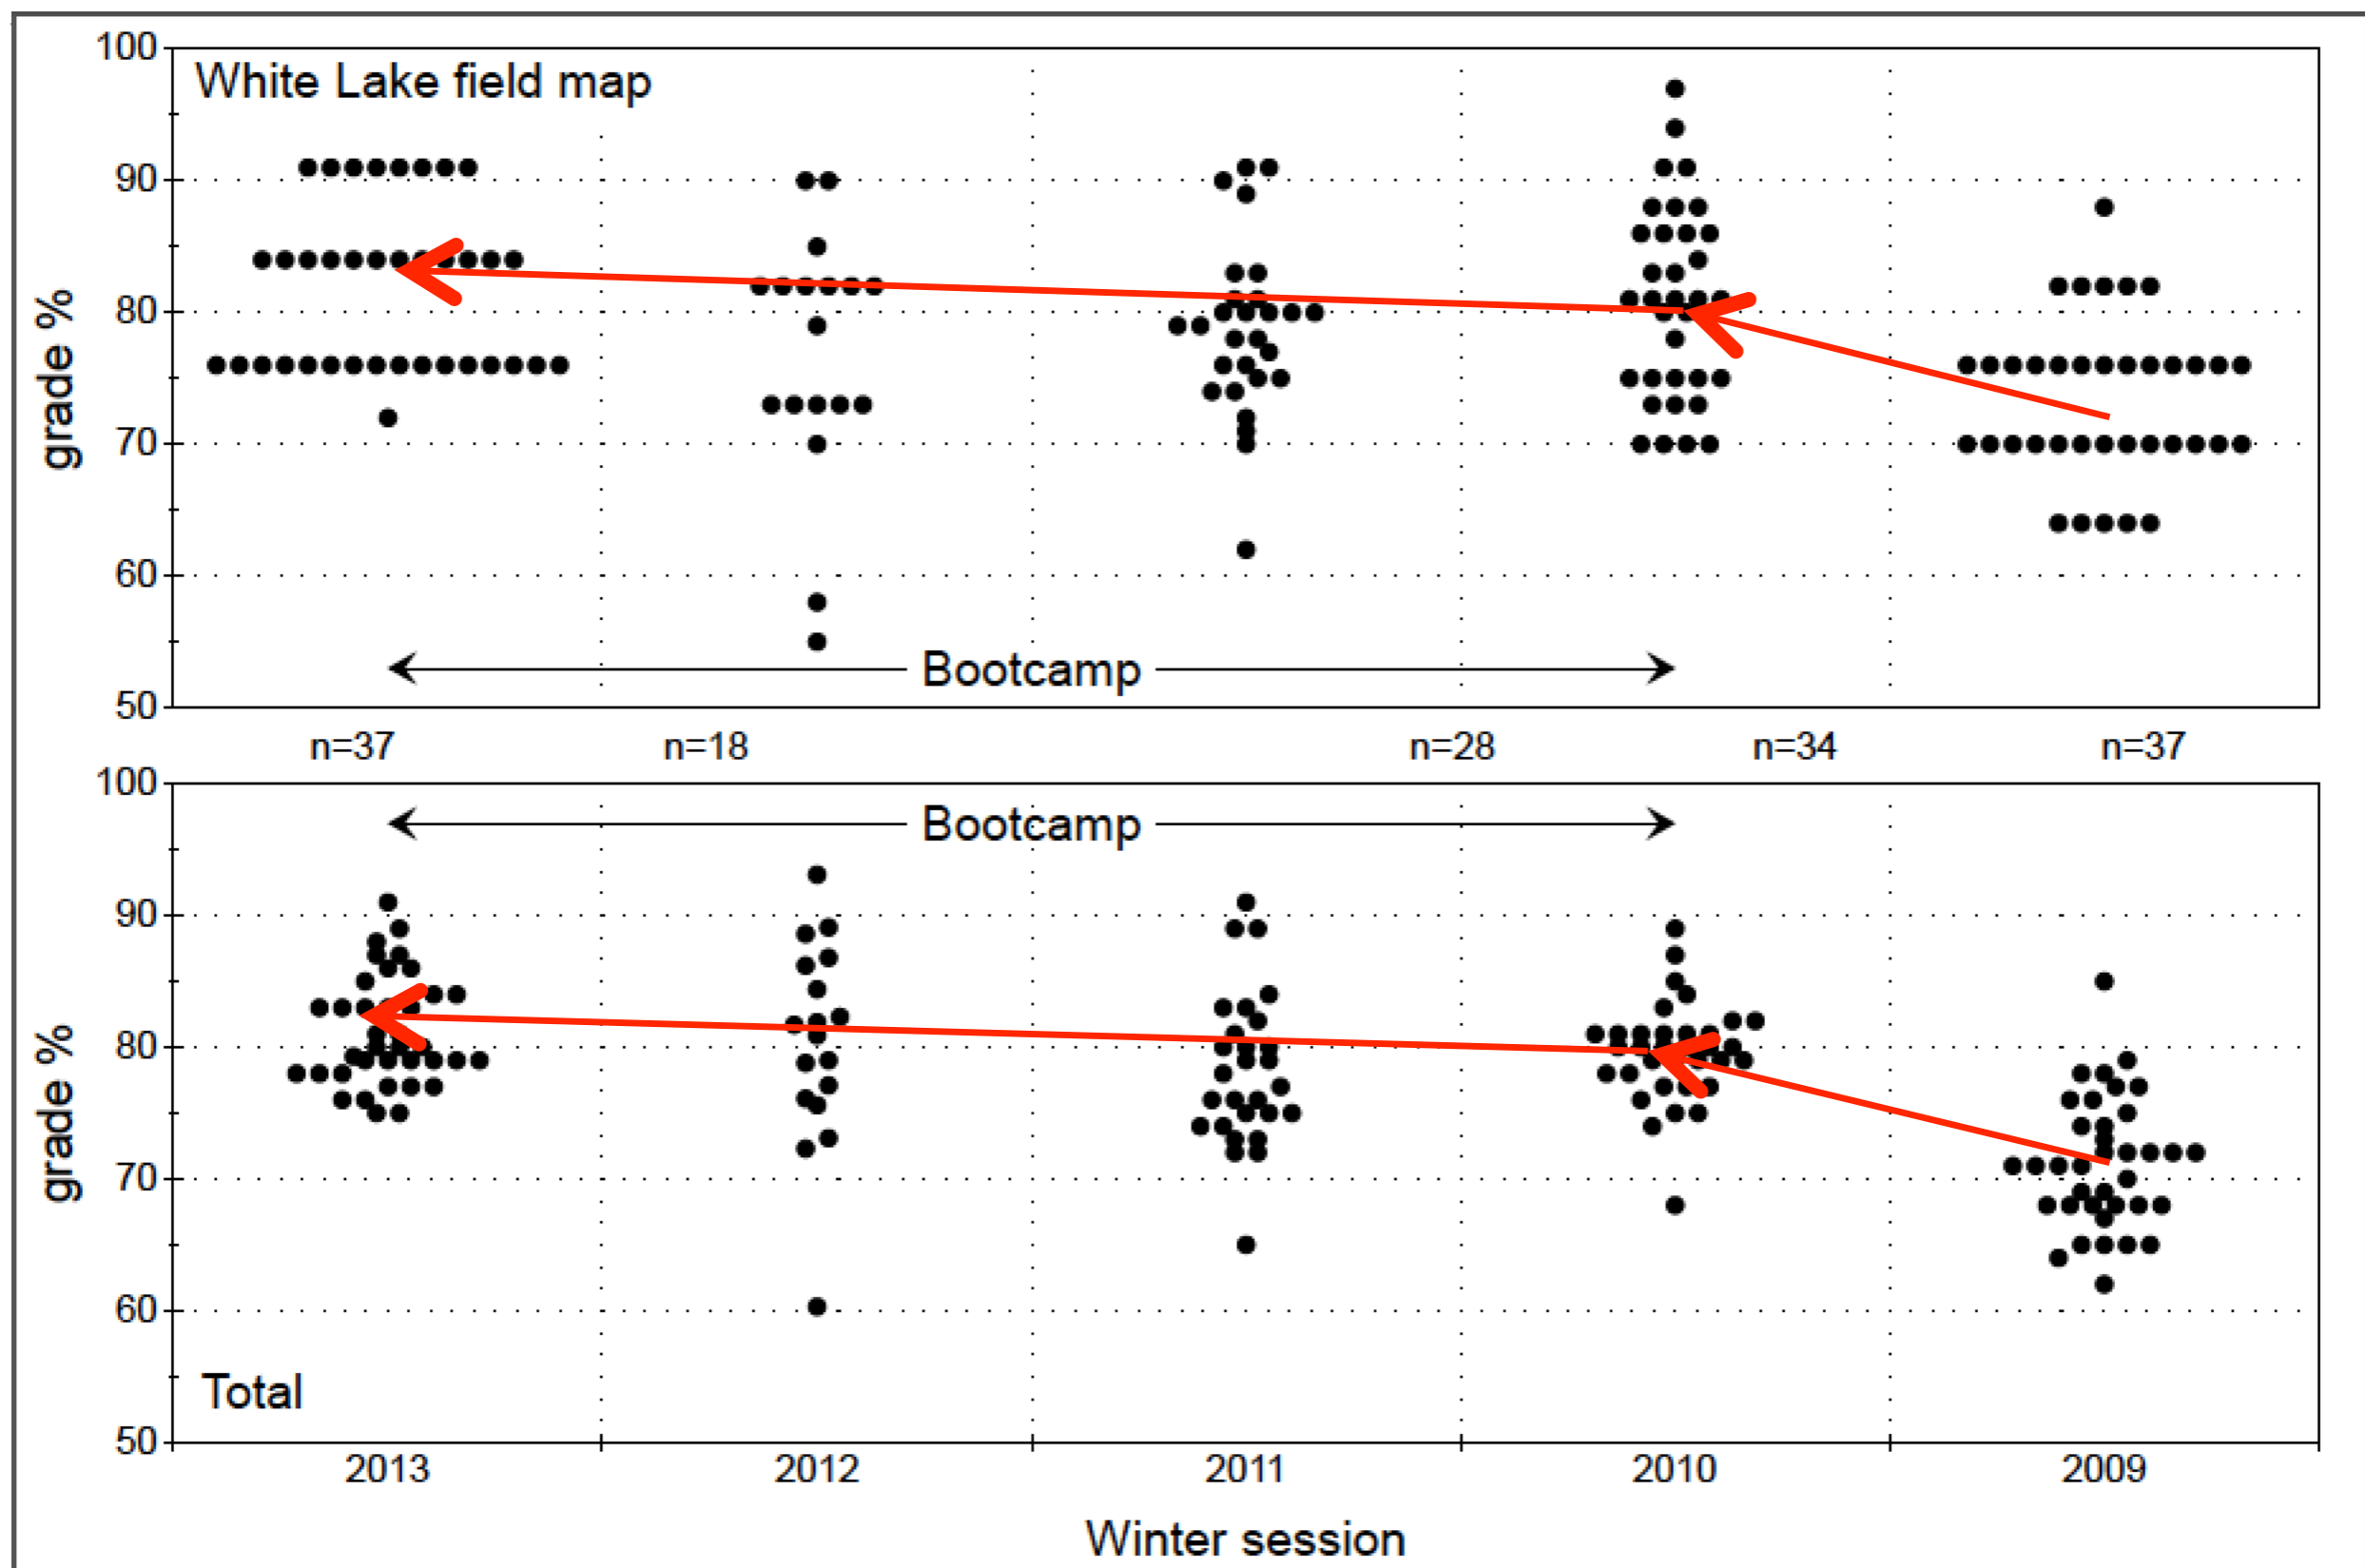 100
White Lake field map
90
80
grade %
70
60
Bootcamp
50
n=37 n=18 n=28 n=34 n=37
100
Bootcamp
90
80
grade %
70
60
Total
50
2013 2012 2011 2010 2009
Winter session